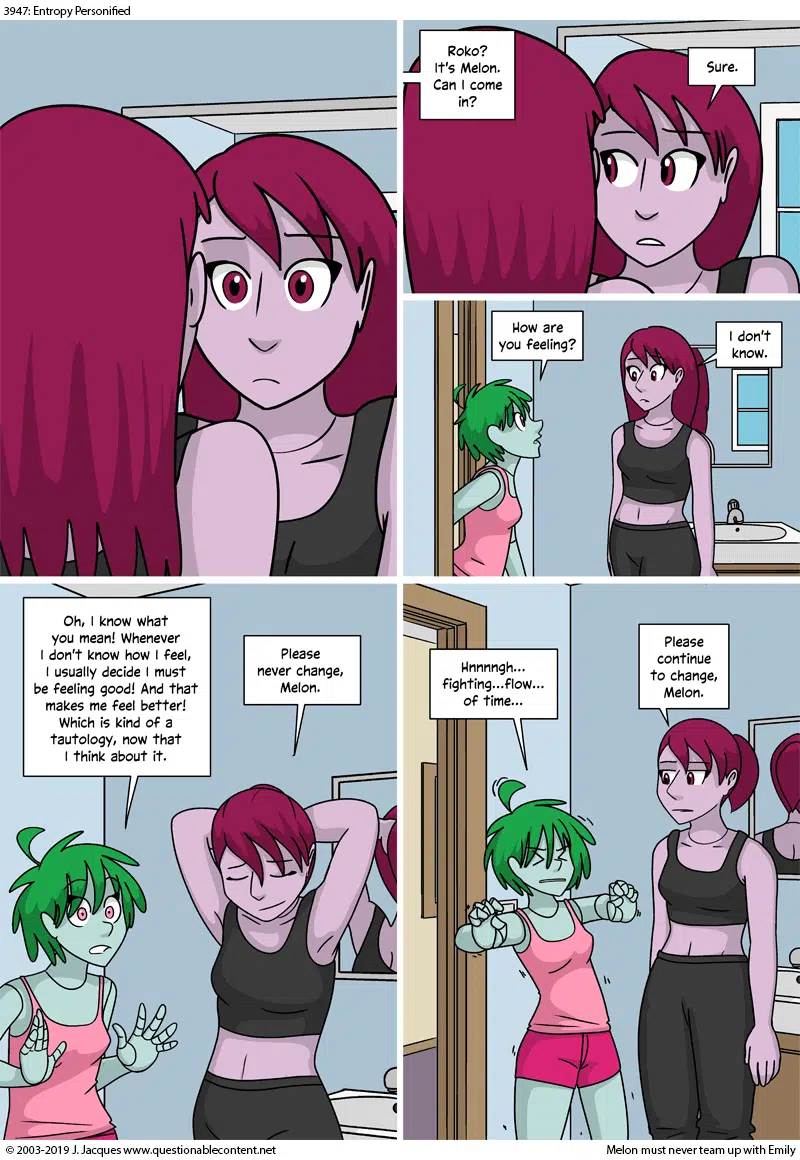 3947: Entropy Personified
Roko?
It's Melon.
Can I come
in?
Sure.
How are
you feeling?
I don't
know.
Oh, I know what
you mean! Whenever
I don't know how I feel,
I usually decide I must
be feeling good! And that
makes me feel better!
Which is kind of a
tautology, now that
I think about it.
Please
never change,
Melon.
Hnnnngh...
fighting...flow...
of time...
Please
continue
to change,
Melon.
© 2003-2019 J. Jacques www.questionablecontent.net
Melon must never team up with Emily